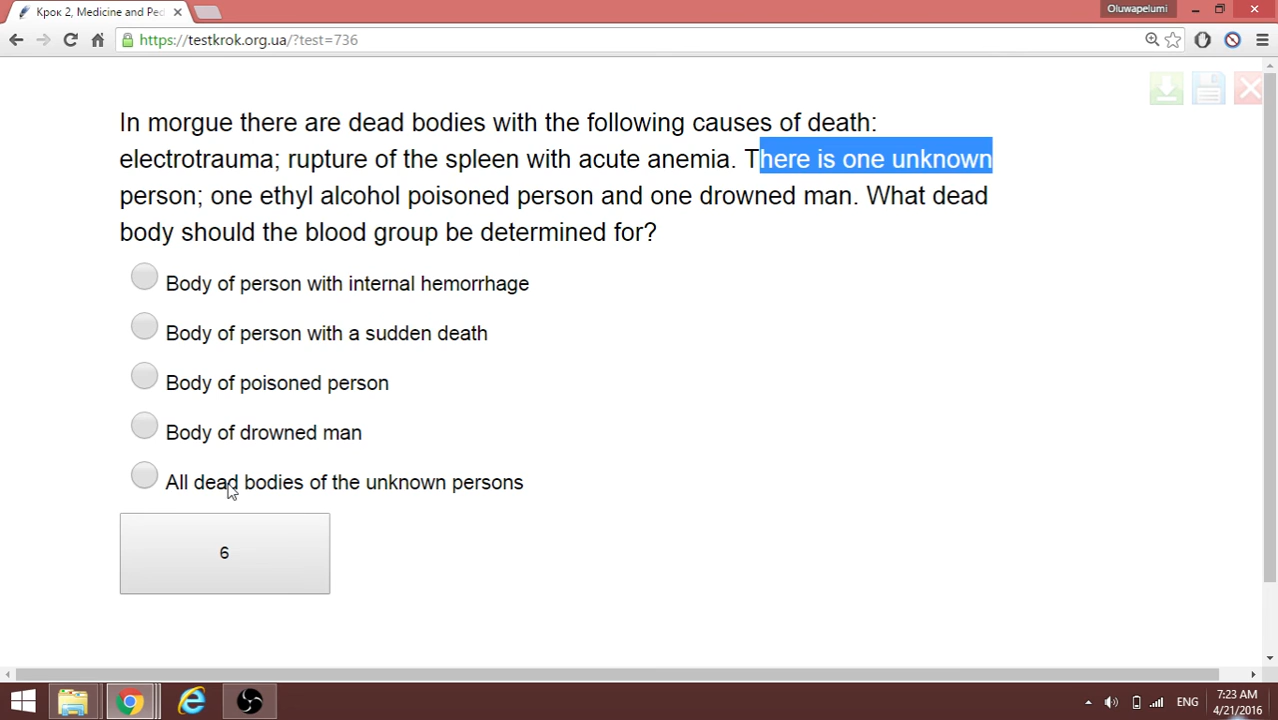 Крок 2, Medicine and Ped
Oluwapelumi
https://testkrok.org.ua/?test=736
In morgue there are dead bodies with the following causes of death:
electrotrauma; rupture of the spleen with acute anemia. There is one unknown
person; one ethyl alcohol poisoned person and one drowned man. What dead
body should the blood group be determined for?
Body of person with internal hemorrhage
Body of person with a sudden death
Body of poisoned person
Body of drowned man
All dead bodies of the unknown persons
6
ENG
7:23 AM
4/21/2016